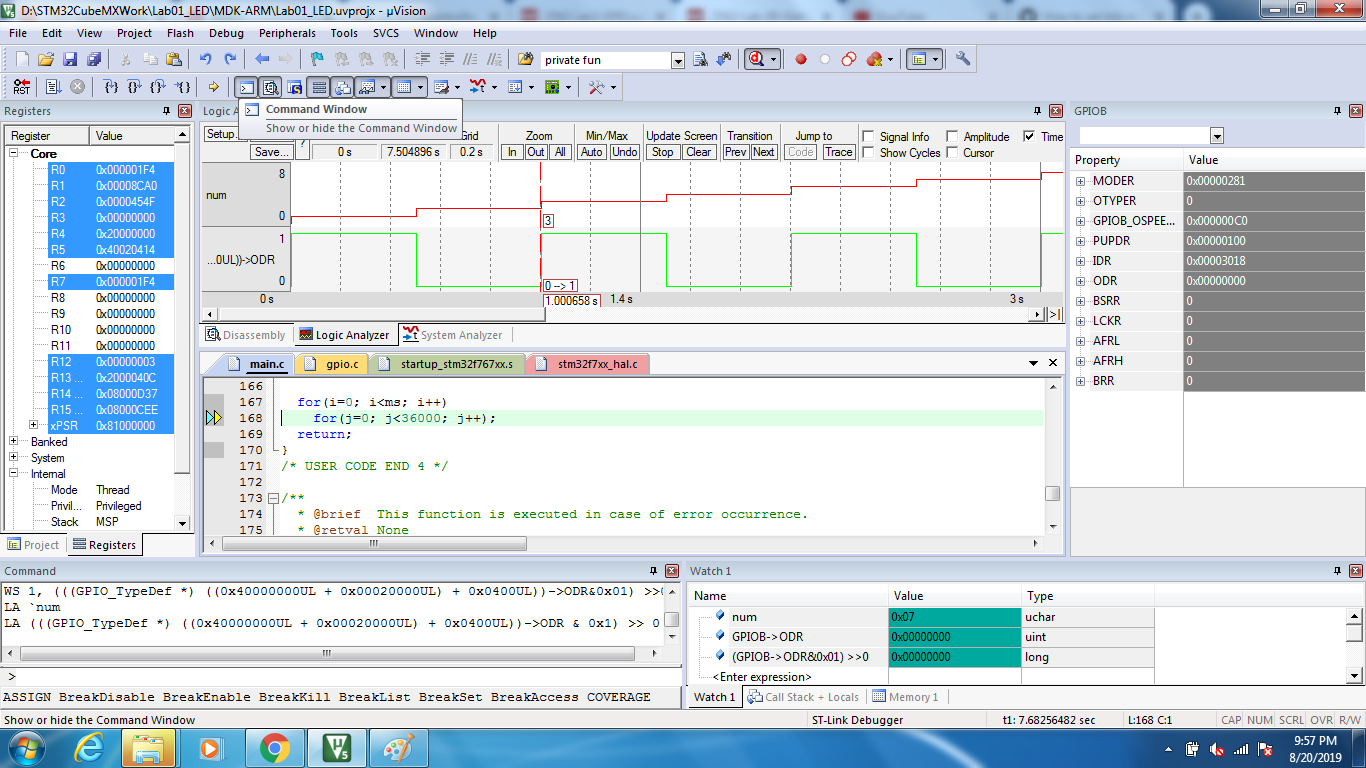 D:\STM32CubeMXWork\Lab01_LED\MDK-ARM\Lab01_LED.uvprojx - µVision
File Edit View Project Flash Debug Peripherals Tools SVCS Window Help
private fun
RST
Registers
Register Value
Core
R0 0x000001F4
R1 0x00008CA0
R2 0x0000454F
R3 0x00000000
R4 0x20000000
R5 0x40020414
R6 0x00000000
R7 0x000001F4
R8 0x00000000
R9 0x00000000
R10 0x00000000
R11 0x00000000
R12 0x00000003
R13 ... 0x2000040C
R14 ... 0x08000D37
R15 ... 0x08000CEE
xPSR 0x81000000
Banked
System
Internal
Mode Thread
Privil... Privileged
Stack MSP
Project Registers
Logic A
Command Window
Show or hide the Command Window
Setup... Grid Zoom Min/Max Update Screen Transition Jump to Signal Info Amplitude Time
Save... ? 0 s 7.504896 s 0.2 s In Out All Auto Undo Stop Clear Prev Next Code Trace Show Cycles Cursor
num
8
0
3
...0UL))->ODR
1
0
0 --> 1
0 s 1.000658 s 1.4 s 3 s
Disassembly Logic Analyzer System Analyzer
main.c gpio.c startup_stm32f767xx.s stm32f7xx_hal.c
166
167 for(i=0; i<ms; i++)
168 for(j=0; j<36000; j++);
169 return;
170 }
171 /* USER CODE END 4 */
172
173 /**
174 * @brief This function is executed in case of error occurrence.
175 * @retval None
GPIOB
Property Value
MODER 0x00000281
OTYPER 0
GPIOB_OSPEE... 0x000000C0
PUPDR 0x00000100
IDR 0x00003018
ODR 0x00000000
BSRR 0
LCKR 0
AFRL 0
AFRH 0
BRR 0
Command
WS 1, (((GPIO_TypeDef *) ((0x40000000UL + 0x00020000UL) + 0x0400UL))->ODR&0x01) >>0
LA `num
LA (((GPIO_TypeDef *) ((0x40000000UL + 0x00020000UL) + 0x0400UL))->ODR & 0x1) >> 0
>
ASSIGN BreakDisable BreakEnable BreakKill BreakList BreakSet BreakAccess COVERAGE
Watch 1
Name Value Type
num 0x07 uchar
GPIOB->ODR 0x00000000 uint
(GPIOB->ODR&0x01) >>0 0x00000000 long
<Enter expression>
Watch 1 Call Stack + Locals Memory 1
Show or hide the Command Window ST-Link Debugger t1: 7.68256482 sec L:168 C:1 CAP NUM SCRL OVR R/W
9:57 PM
8/20/2019